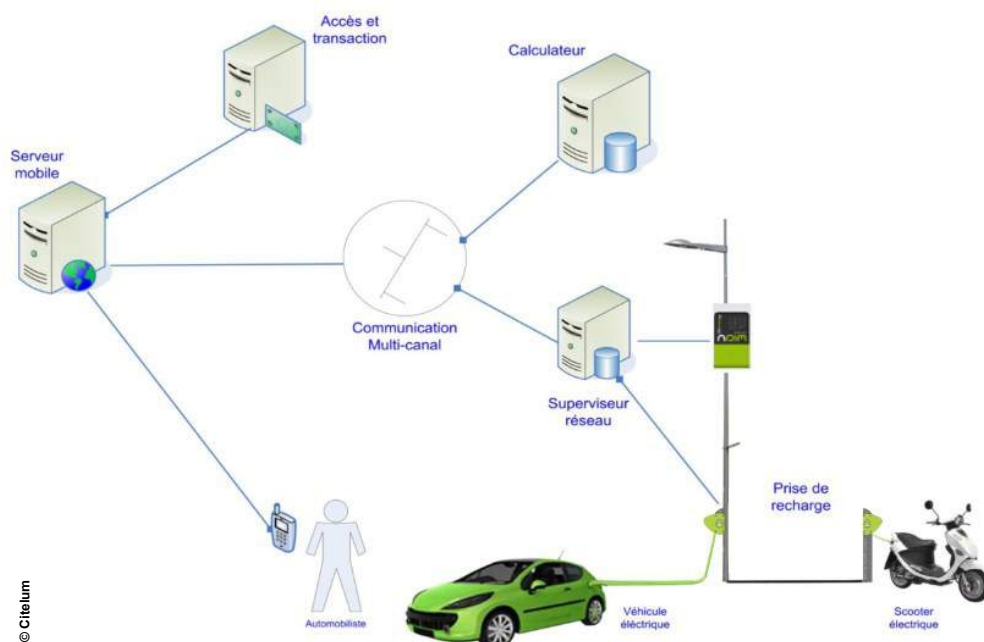 Accès et
transaction
Calculateur
Serveur
mobile
Communication
Multi-canal
Superviseur
réseau
Prise de
recharge
Automobiliste
Véhicule
éléctrique
Scooter
électrique
© Citelum